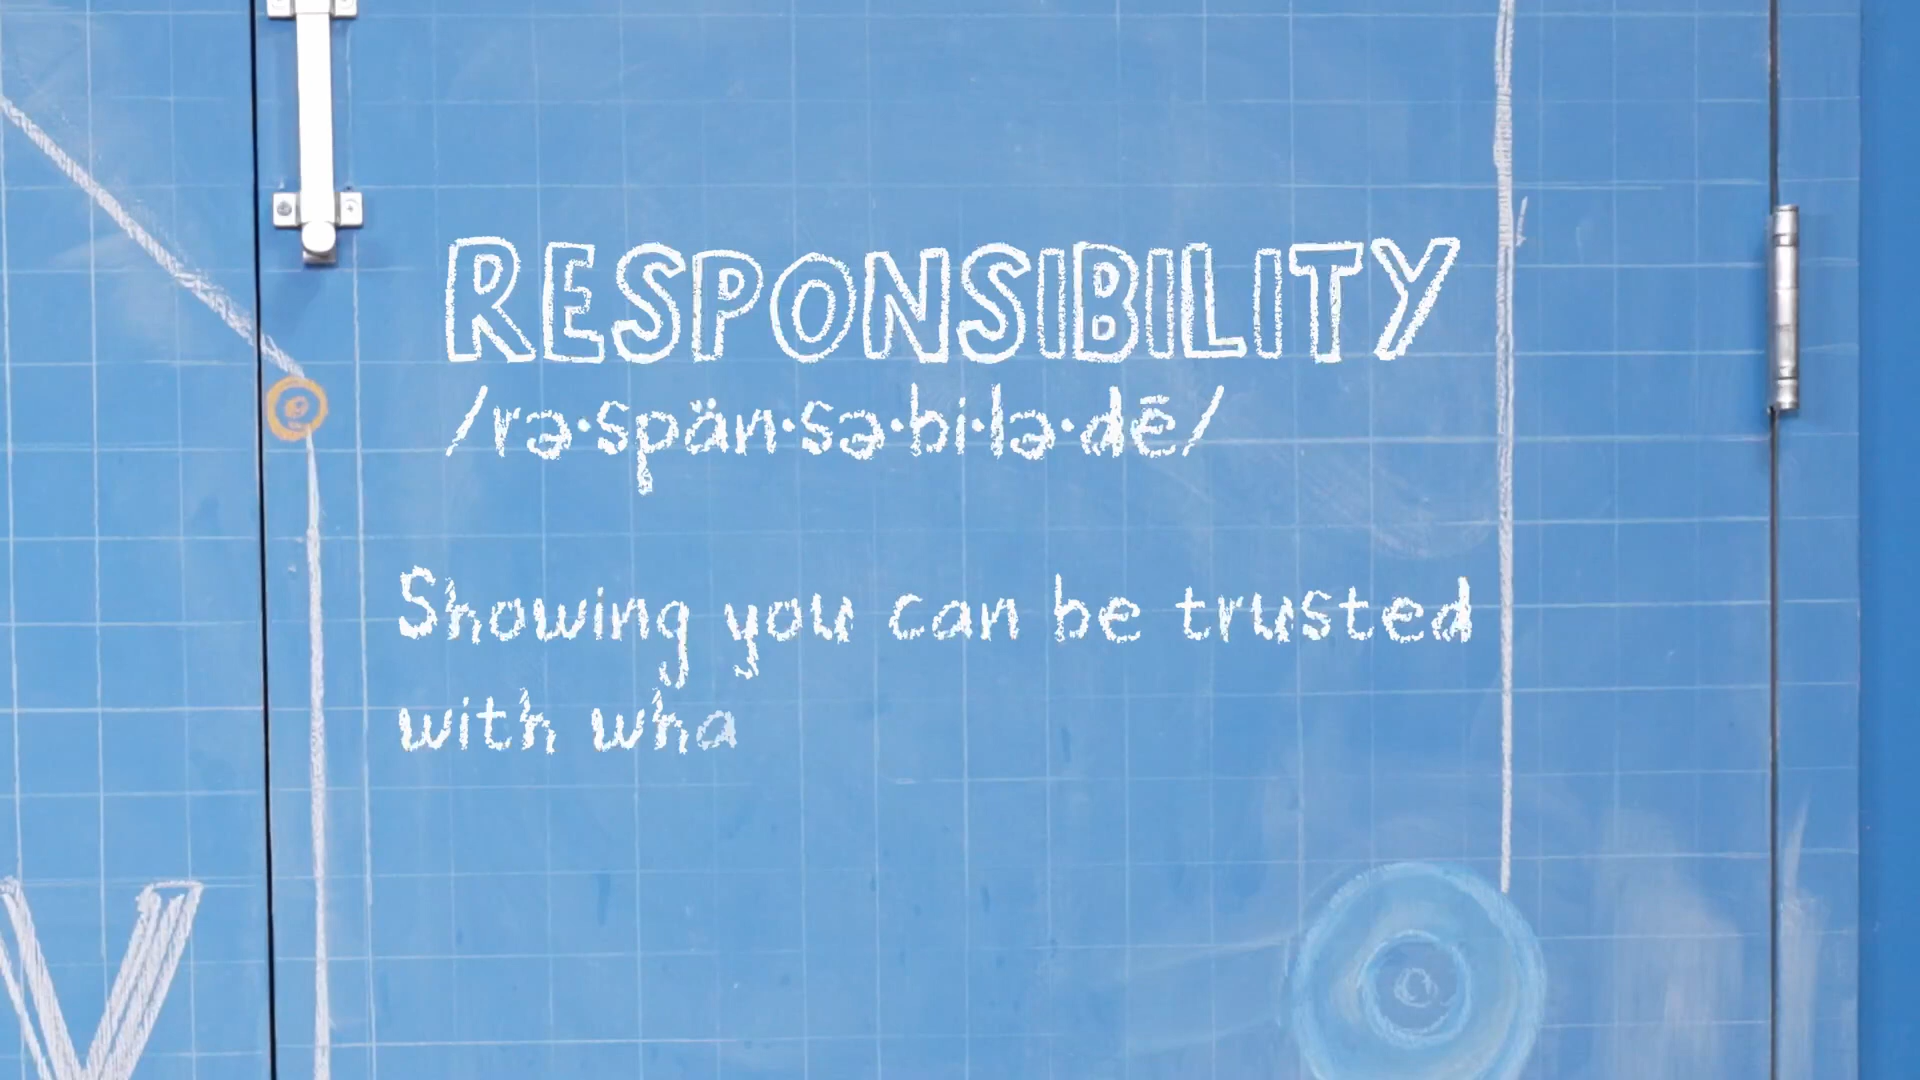 RESPONSIBILITY
/rə·spän·sə·bi·lə·dē/
Showing you can be trusted
with wha